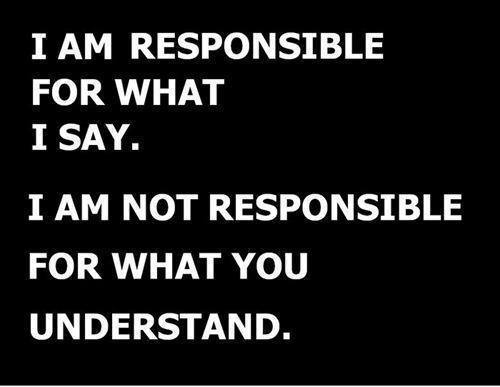 I AM RESPONSIBLE
FOR WHAT
I SAY.
I AM NOT RESPONSIBLE
FOR WHAT YOU
UNDERSTAND.